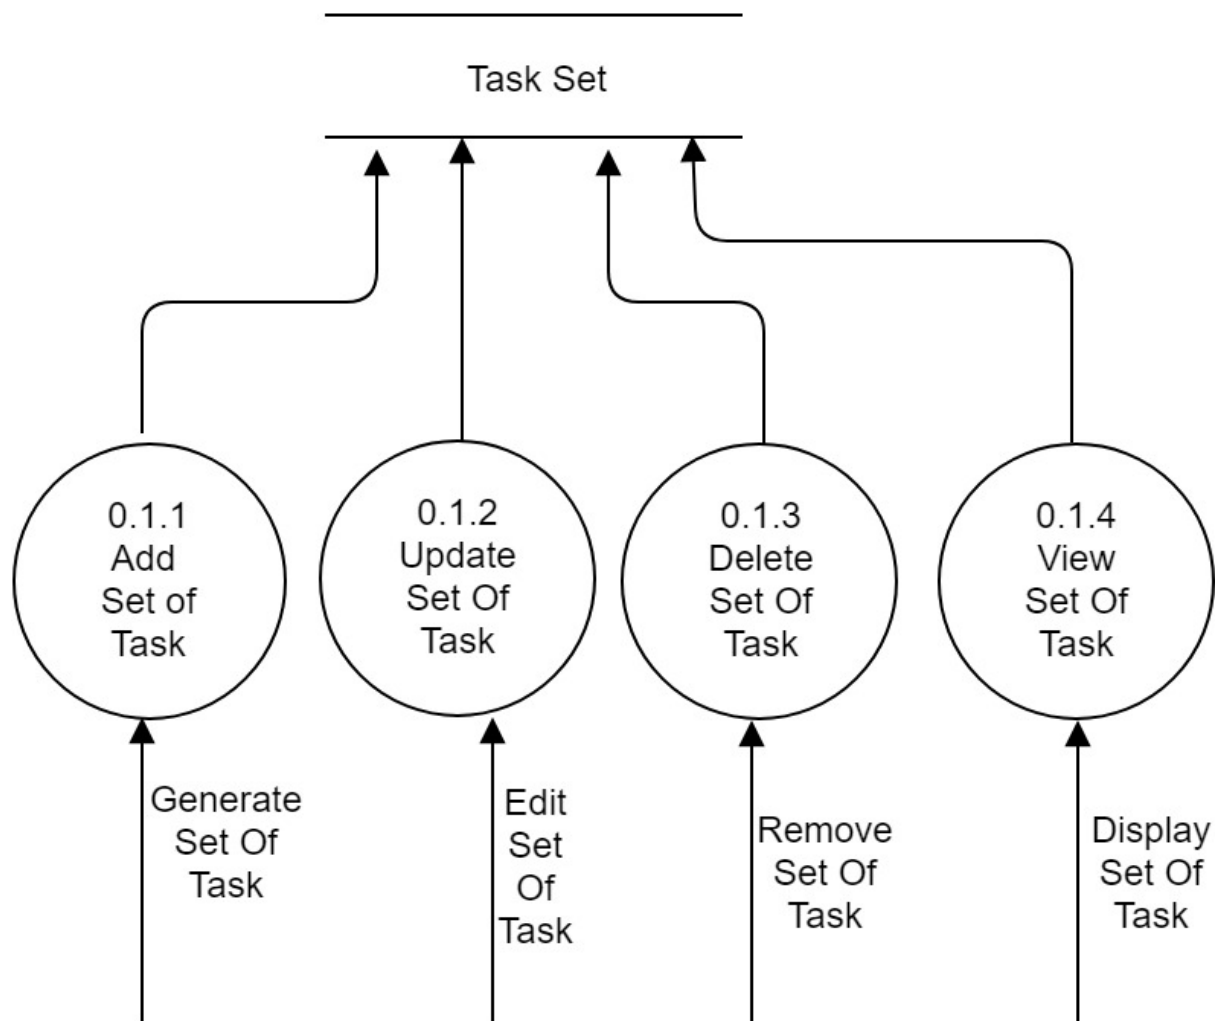 Task Set
0.1.1
Add
Set of
Task
0.1.2
Update
Set Of
Task
0.1.3
Delete
Set Of
Task
0.1.4
View
Set Of
Task
Generate
Set Of
Task
Edit
Set
Of
Task
Remove
Set Of
Task
Display
Set Of
Task